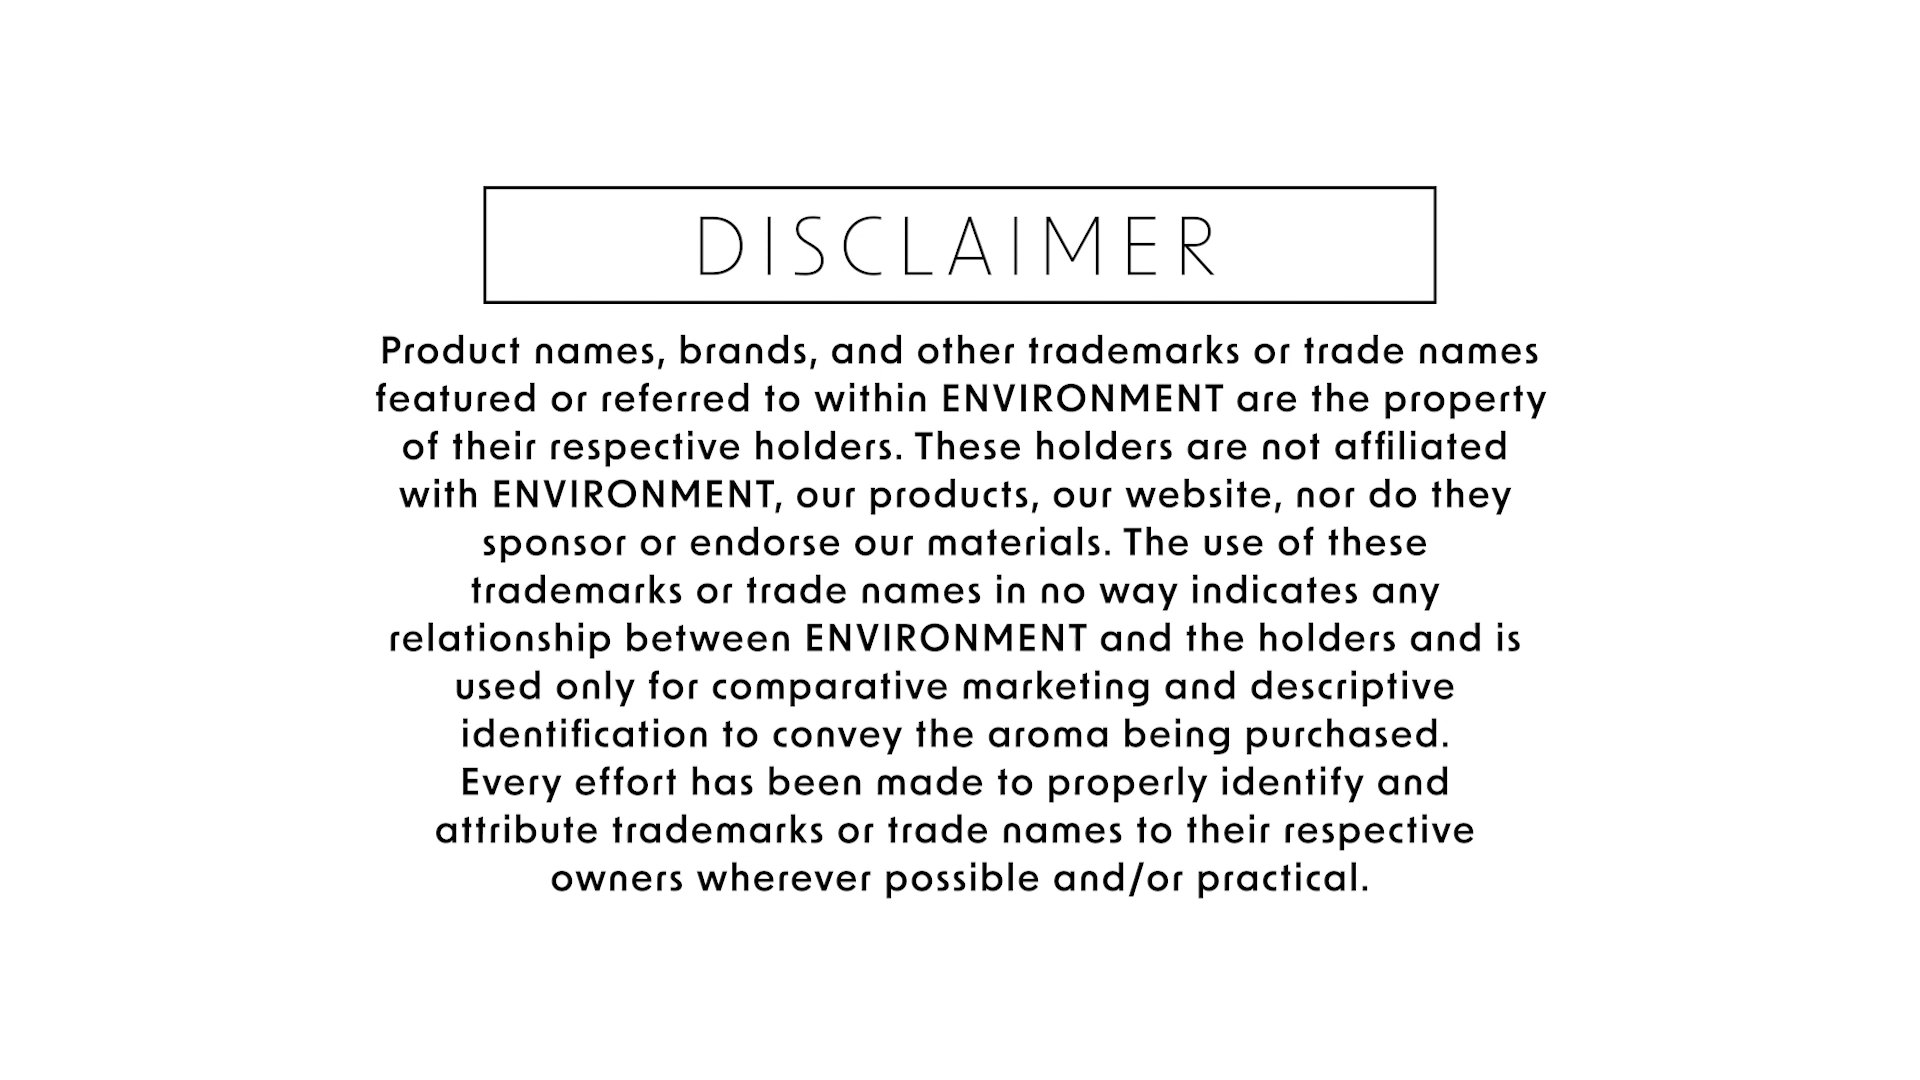 DISCLAIMER
Product names, brands, and other trademarks or trade names
featured or referred to within ENVIRONMENT are the property
of their respective holders. These holders are not affiliated
with ENVIRONMENT, our products, our website, nor do they
sponsor or endorse our materials. The use of these
trademarks or trade names in no way indicates any
relationship between ENVIRONMENT and the holders and is
used only for comparative marketing and descriptive
identification to convey the aroma being purchased.
Every effort has been made to properly identify and
attribute trademarks or trade names to their respective
owners wherever possible and/or practical.